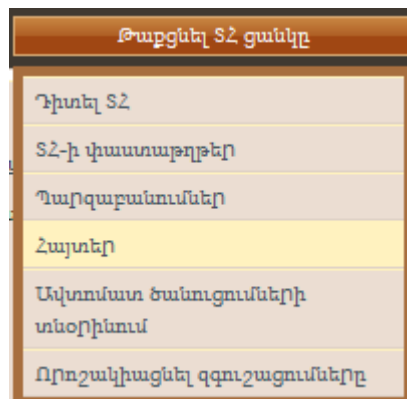 Թաքցնել ՏՀ ցանկը
Դիտել ՏՀ
ՏՀ-ի փաստաթղթեր
Պարզաբանումներ
Հայտեր
Ավտոմատ ծանուցումների
տնօրինում
Որոշակիացնել զգուշացումները